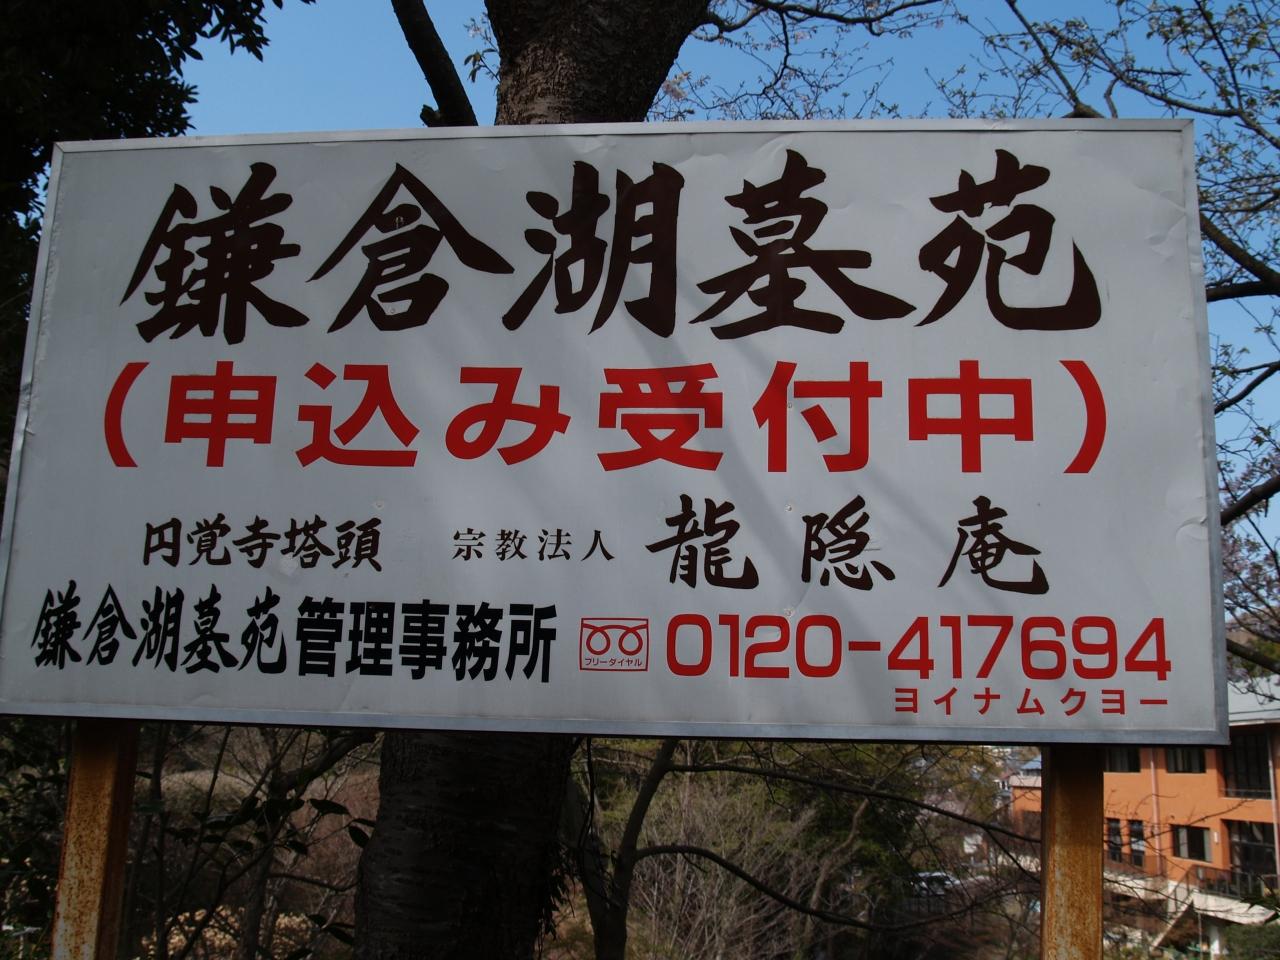 鎌倉湖墓苑
（申込み受付中）
円覚寺塔頭 宗教法人 龍隠庵
鎌倉湖墓苑管理事務所 フリーダイヤル 0120-417694
ヨイナムクヨー